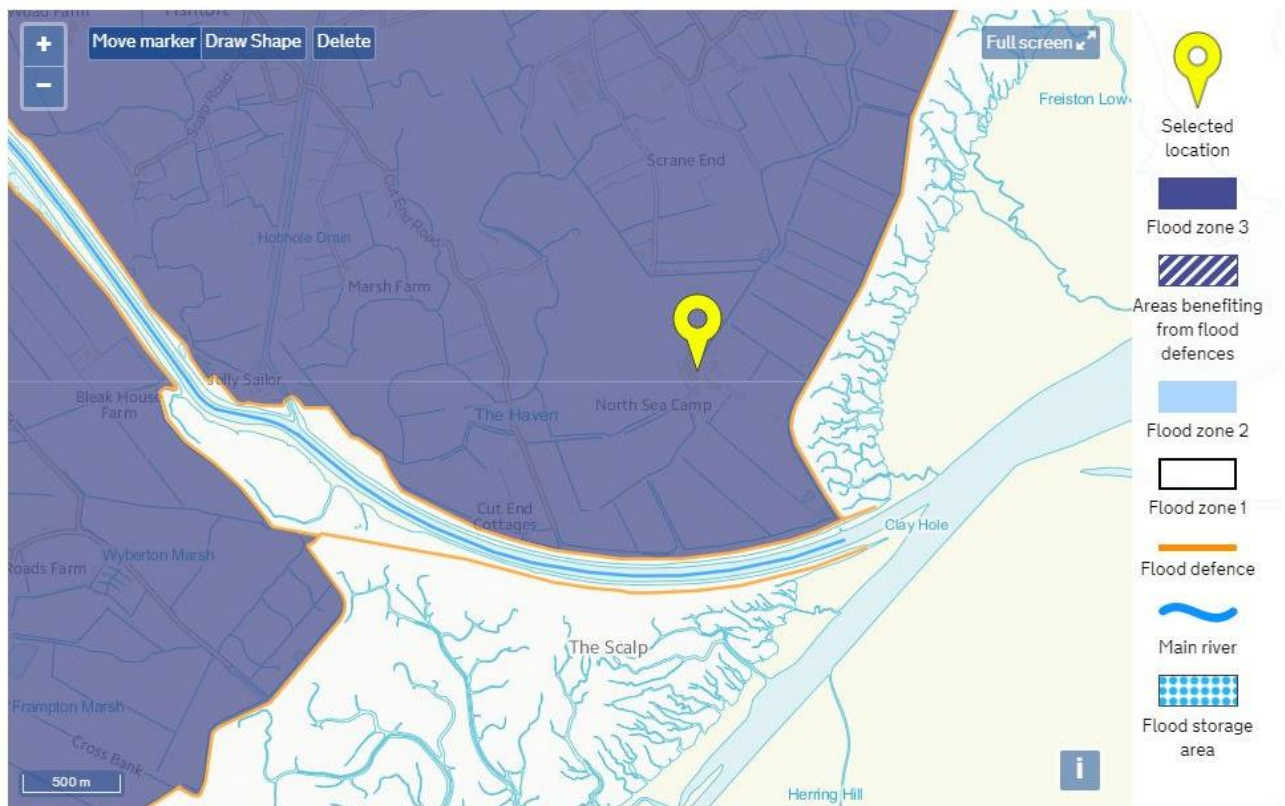 +
−
Move marker
Draw Shape
Delete
Full screen
Fishtoft
Scalp Road
Freiston Low
Scrane End
Cut End Road
Hobhole Drain
Marsh Farm
Jolly Sailor
Bleak House
Farm
The Haven
North Sea Camp
Cut End
Cottages
Clay Hole
Wyberton Marsh
Roads Farm
The Scalp
Frampton Marsh
Cross Bank
500 m
Herring Hill
i
Selected
location
Flood zone 3
Areas benefiting
from flood
defences
Flood zone 2
Flood zone 1
Flood defence
Main river
Flood storage
area